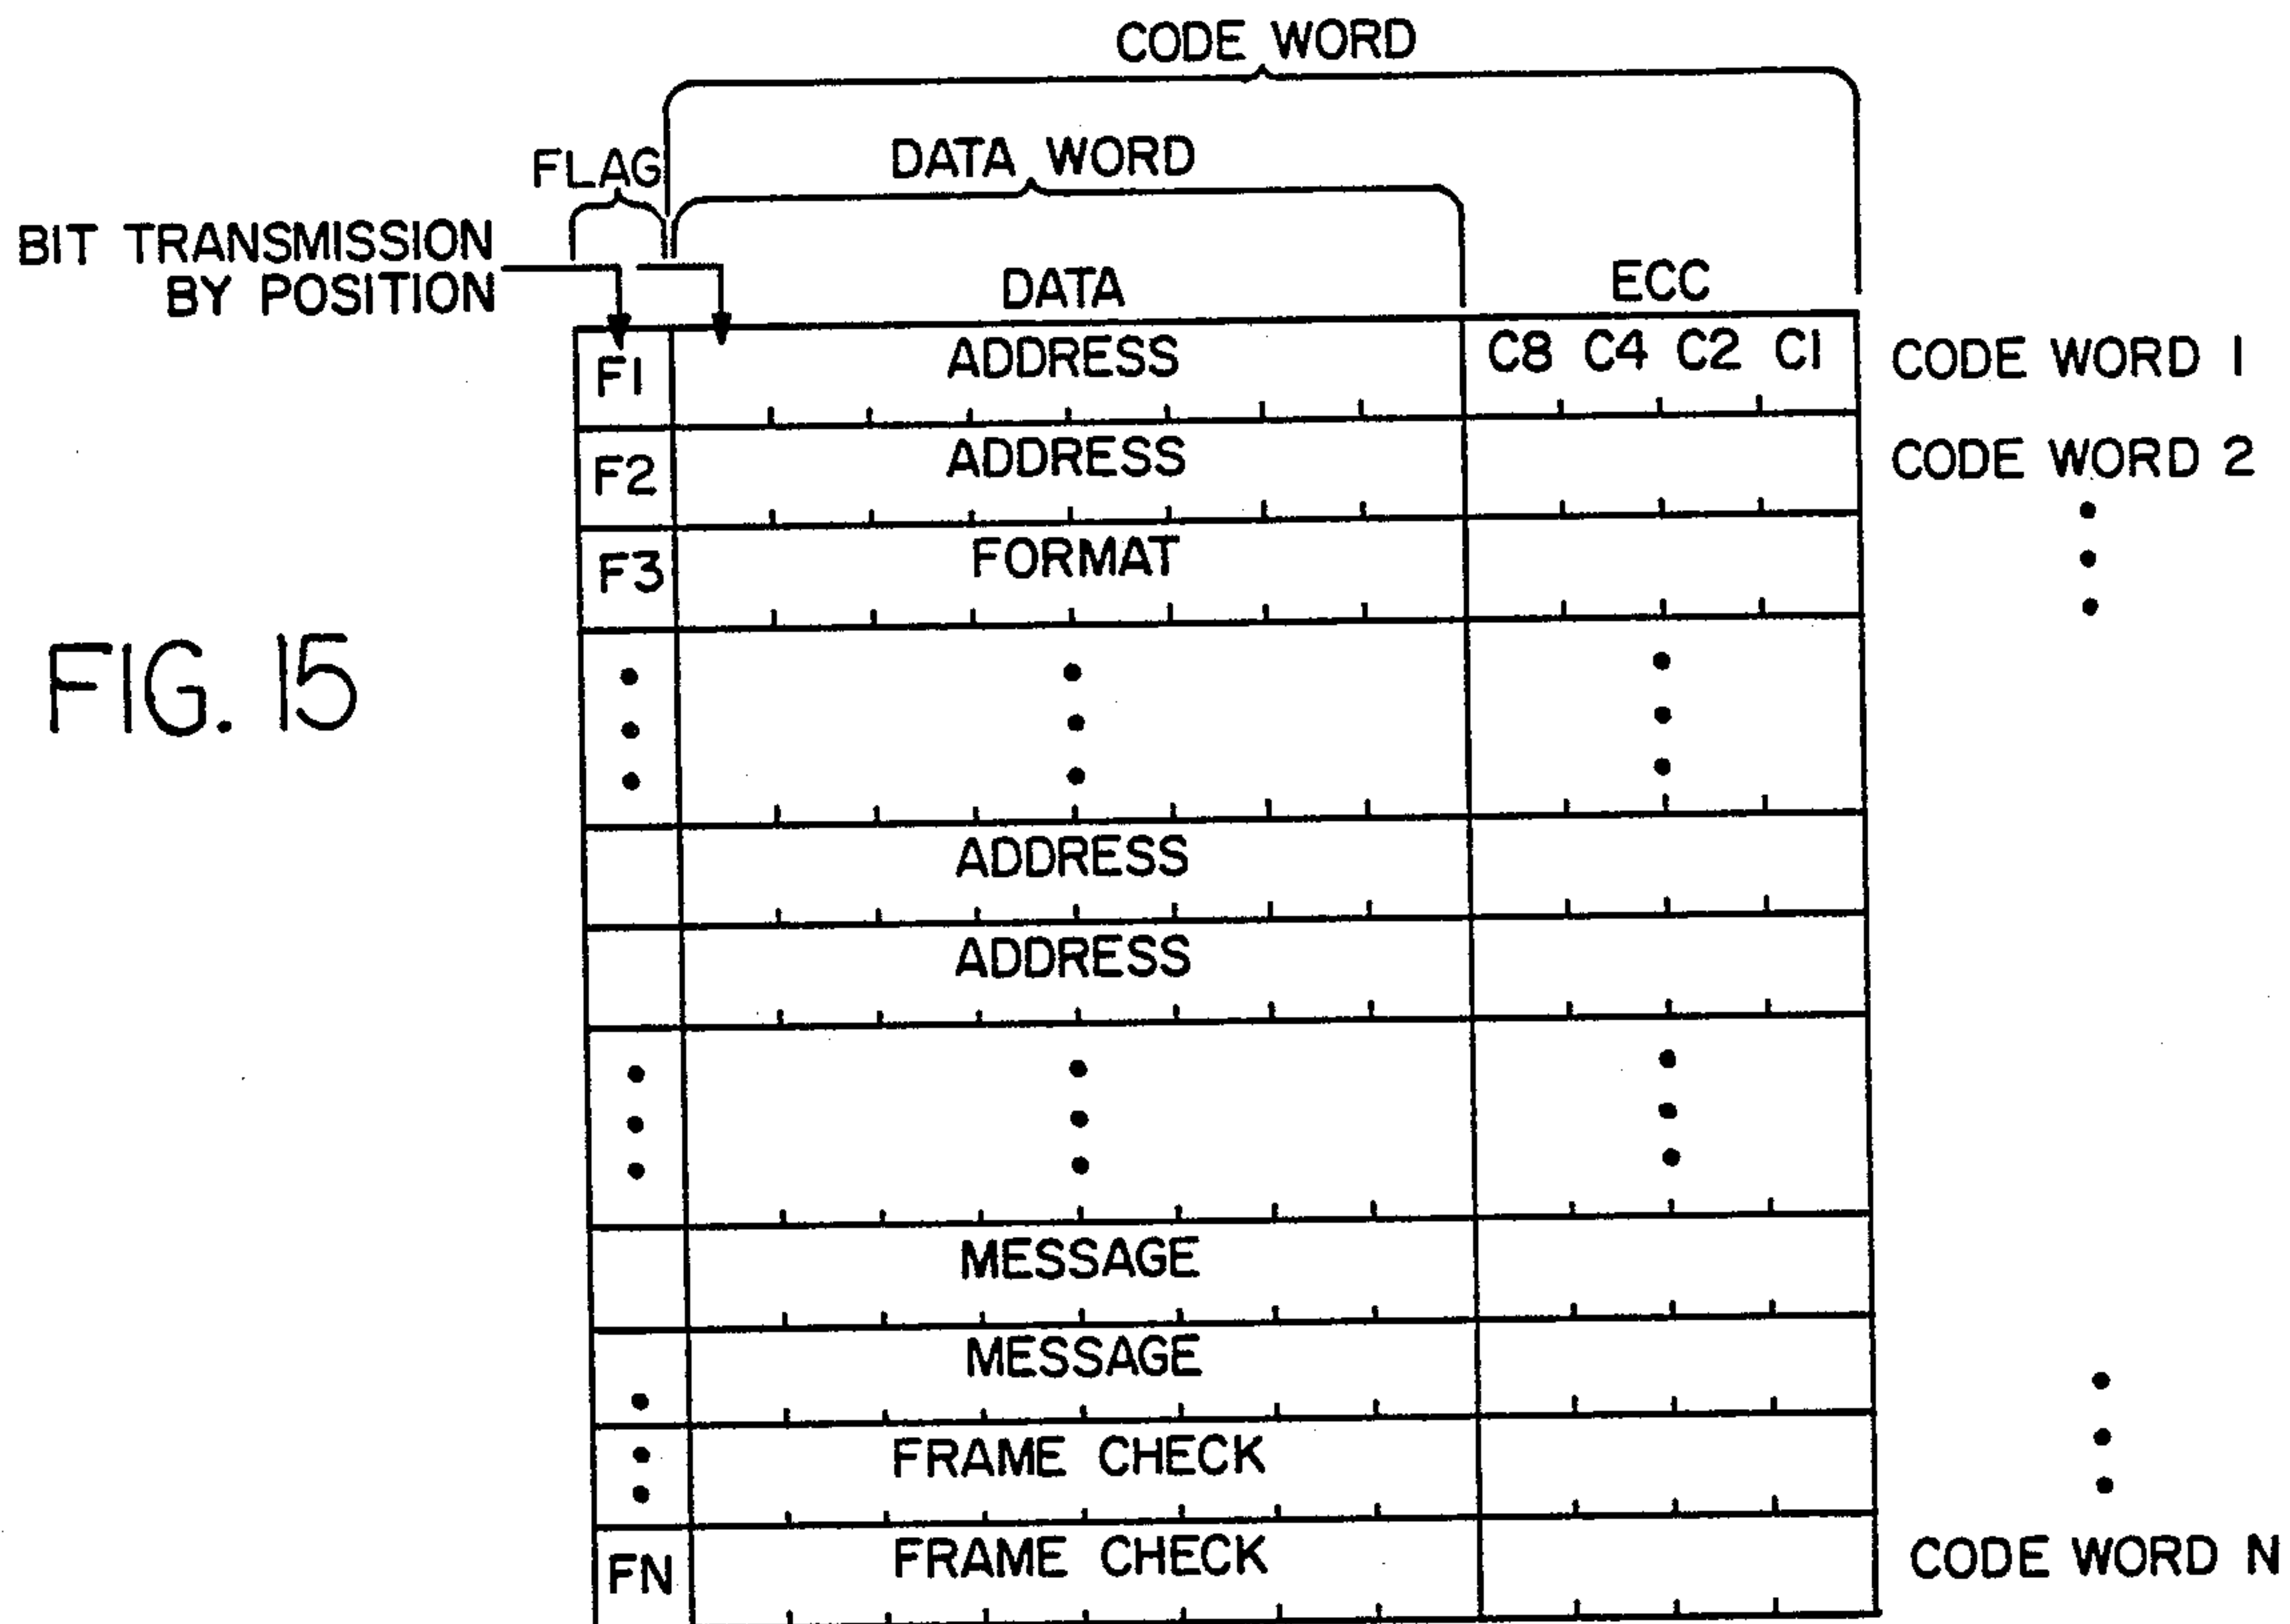 CODE WORD
FLAG
DATA WORD
BIT TRANSMISSION
BY POSITION
DATA
ECC
F1 ADDRESS C8 C4 C2 C1 CODE WORD 1
F2 ADDRESS CODE WORD 2
F3 FORMAT
FIG. 15
ADDRESS
ADDRESS
MESSAGE
MESSAGE
FRAME CHECK
FN FRAME CHECK CODE WORD N